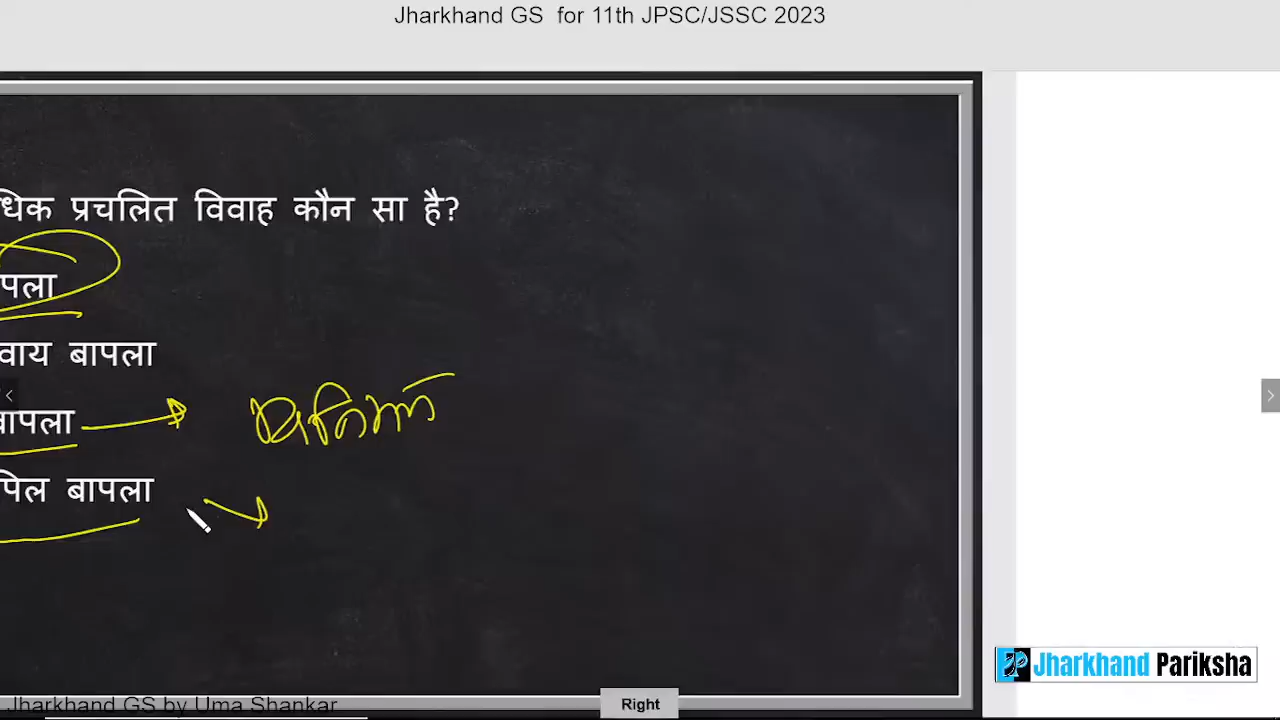 Jharkhand GS for 11th JPSC/JSSC 2023
धिक प्रचलित विवाह कौन सा है?
पला
वाय बापला
बापला
पिल बापला
Jharkhand Pariksha
Jharkhand GS by Uma Shankar
Right